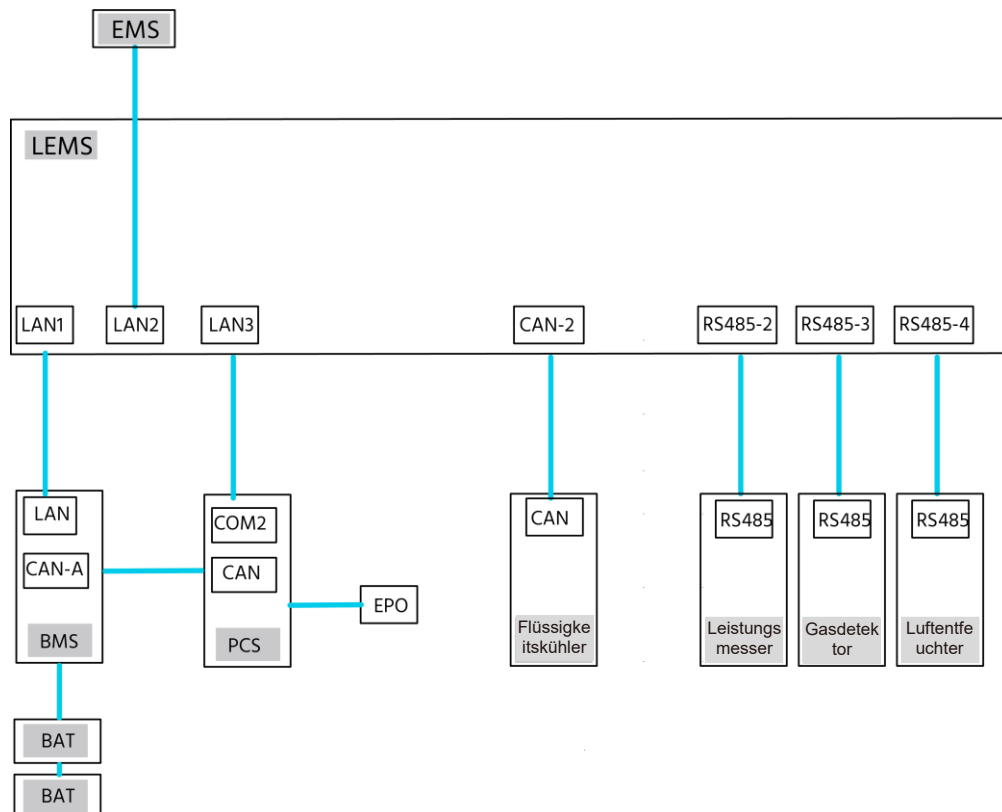 EMS
LEMS
LAN1
LAN2
LAN3
CAN-2
RS485-2
RS485-3
RS485-4
LAN
CAN-A
BMS
COM2
CAN
PCS
EPO
CAN
Flüssigke
itskühler
RS485
Leistungs
messer
RS485
Gasdetek
tor
RS485
Luftentfe
uchter
BAT
BAT